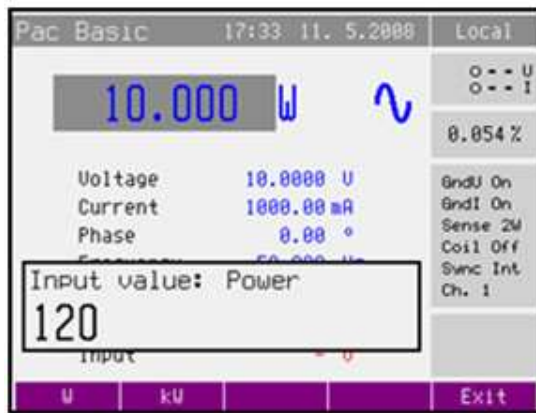 Pac Basic 17:33 11. 5.2008 Local
o - - U
o - - I
10.000 W
0.054 %
Voltage 10.0000 V
Current 1000.00 mA
Phase 0.00 °
GndU On
GndI On
Sense 2W
Coil Off
Sync Int
Ch. 1
Input value: Power
120
Input - V
W kW Exit